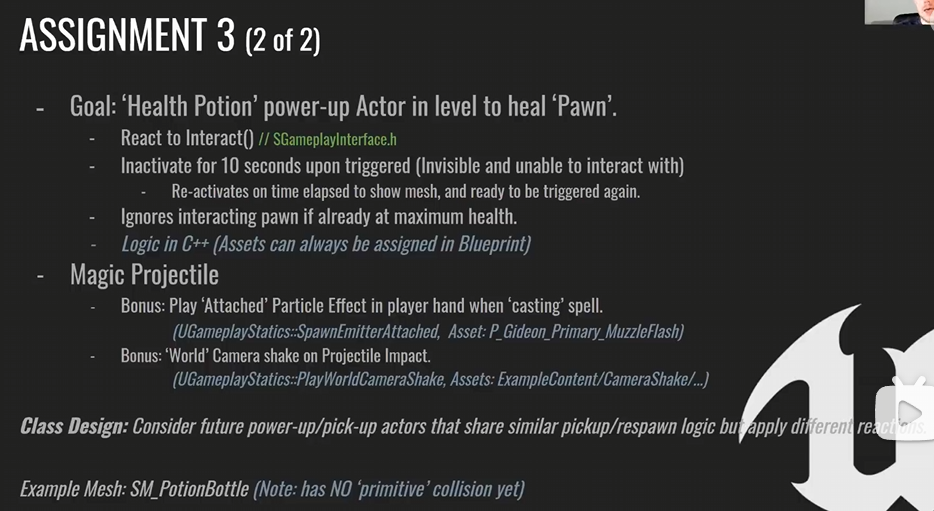 ASSIGNMENT 3 (2 of 2)
- Goal: ‘Health Potion’ power-up Actor in level to heal ‘Pawn’.
- React to Interact() // SGameplayInterface.h
- Inactivate for 10 seconds upon triggered (Invisible and unable to interact with)
- Re-activates on time elapsed to show mesh, and ready to be triggered again.
- Ignores interacting pawn if already at maximum health.
- Logic in C++ (Assets can always be assigned in Blueprint)
- Magic Projectile
- Bonus: Play ‘Attached’ Particle Effect in player hand when ‘casting’ spell.
(UGameplayStatics::SpawnEmitterAttached, Asset: P_Gideon_Primary_MuzzleFlash)
- Bonus: ‘World’ Camera shake on Projectile Impact.
(UGameplayStatics::PlayWorldCameraShake, Assets: ExampleContent/CameraShake/...)
Class Design: Consider future power-up/pick-up actors that share similar pickup/respawn logic but apply different reactions.
Example Mesh: SM_PotionBottle (Note: has NO ‘primitive’ collision yet)